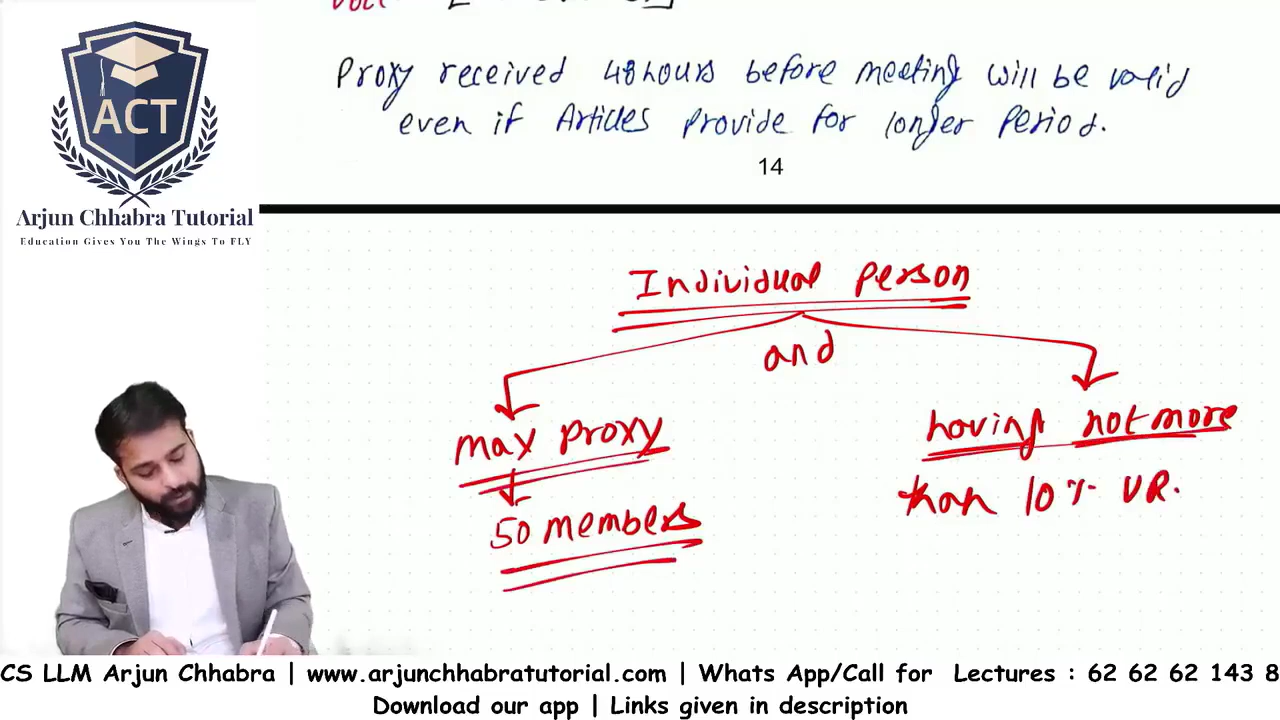 Proxy received 48hours before meeting will be valid
even if Articles Provide for longer Period.
14
ACT
Arjun Chhabra Tutorial
Education Gives You The Wings To FLY
Individual Person
and
max proxy
having not more
50 members
than 10% VR.
CS LLM Arjun Chhabra | www.arjunchhabratutorial.com | Whats App/Call for Lectures : 62 62 62 143 8
Download our app | Links given in description